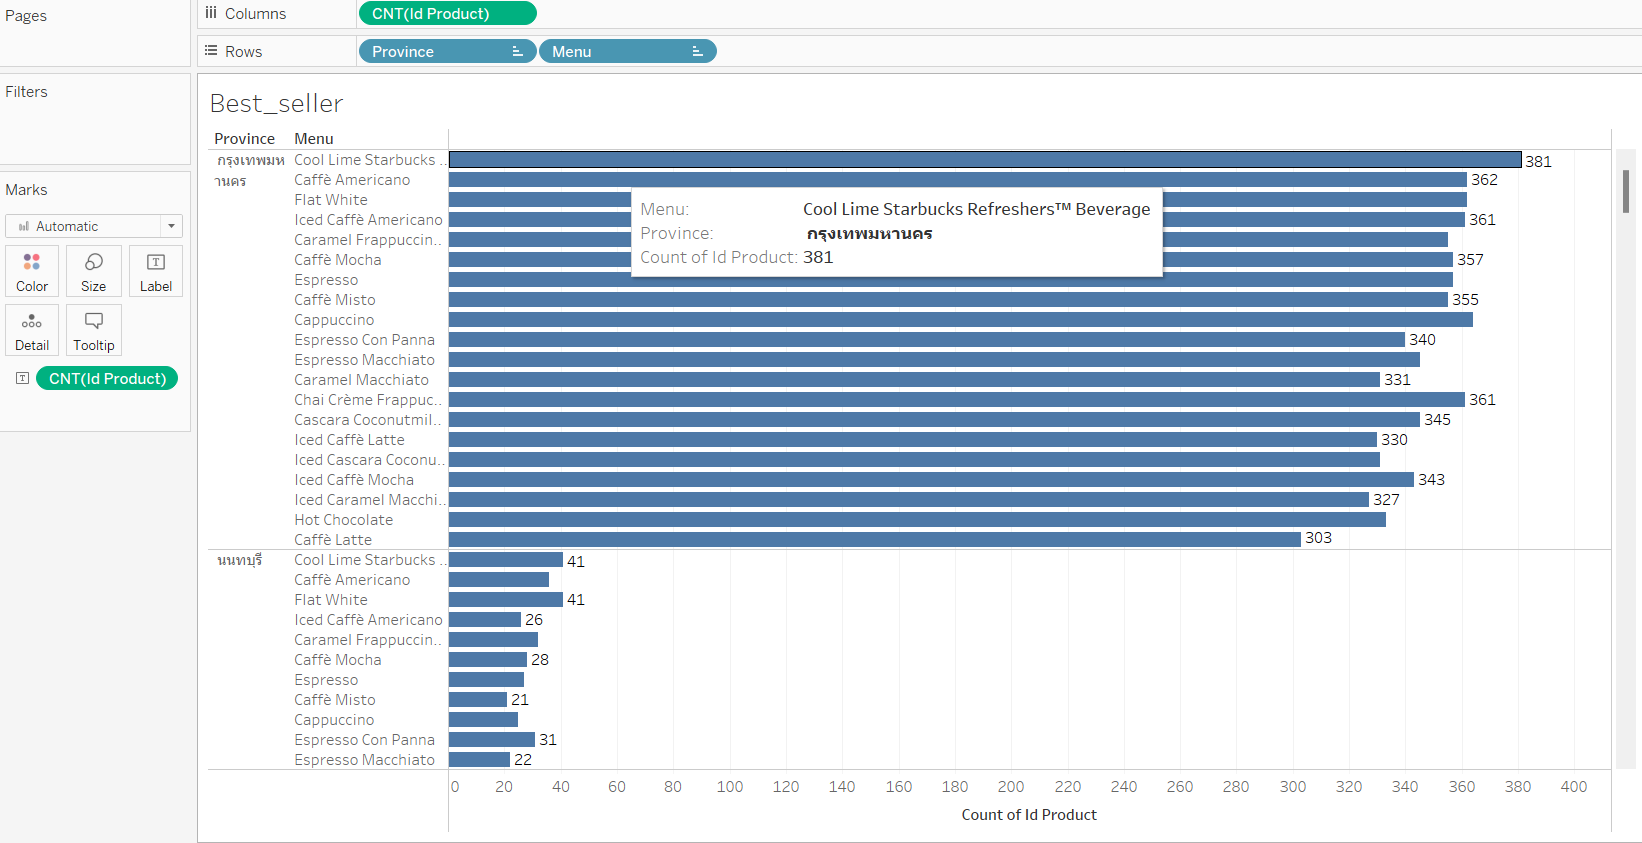 Pages
Columns
CNT(Id Product)
Rows
Province
Menu
Filters
Marks
Automatic
Color
Size
Label
Detail
Tooltip
CNT(Id Product)
Best_seller
Province Menu
กรุงเทพมห
านคร
Cool Lime Starbucks .. 381
Caffè Americano 362
Flat White
Iced Caffè Americano 361
Caramel Frappuccin..
Caffè Mocha 357
Espresso
Caffè Misto 355
Cappuccino
Espresso Con Panna 340
Espresso Macchiato
Caramel Macchiato 331
Chai Crème Frappuc.. 361
Cascara Coconutmil.. 345
Iced Caffè Latte 330
Iced Cascara Coconu..
Iced Caffè Mocha 343
Iced Caramel Macchi.. 327
Hot Chocolate
Caffè Latte 303
Menu: Cool Lime Starbucks Refreshers™ Beverage
Province: กรุงเทพมหานคร
Count of Id Product: 381
นนทบุรี
Cool Lime Starbucks .. 41
Caffè Americano
Flat White 41
Iced Caffè Americano 26
Caramel Frappuccin..
Caffè Mocha 28
Espresso
Caffè Misto 21
Cappuccino
Espresso Con Panna 31
Espresso Macchiato 22
0 20 40 60 80 100 120 140 160 180 200 220 240 260 280 300 320 340 360 380 400
Count of Id Product